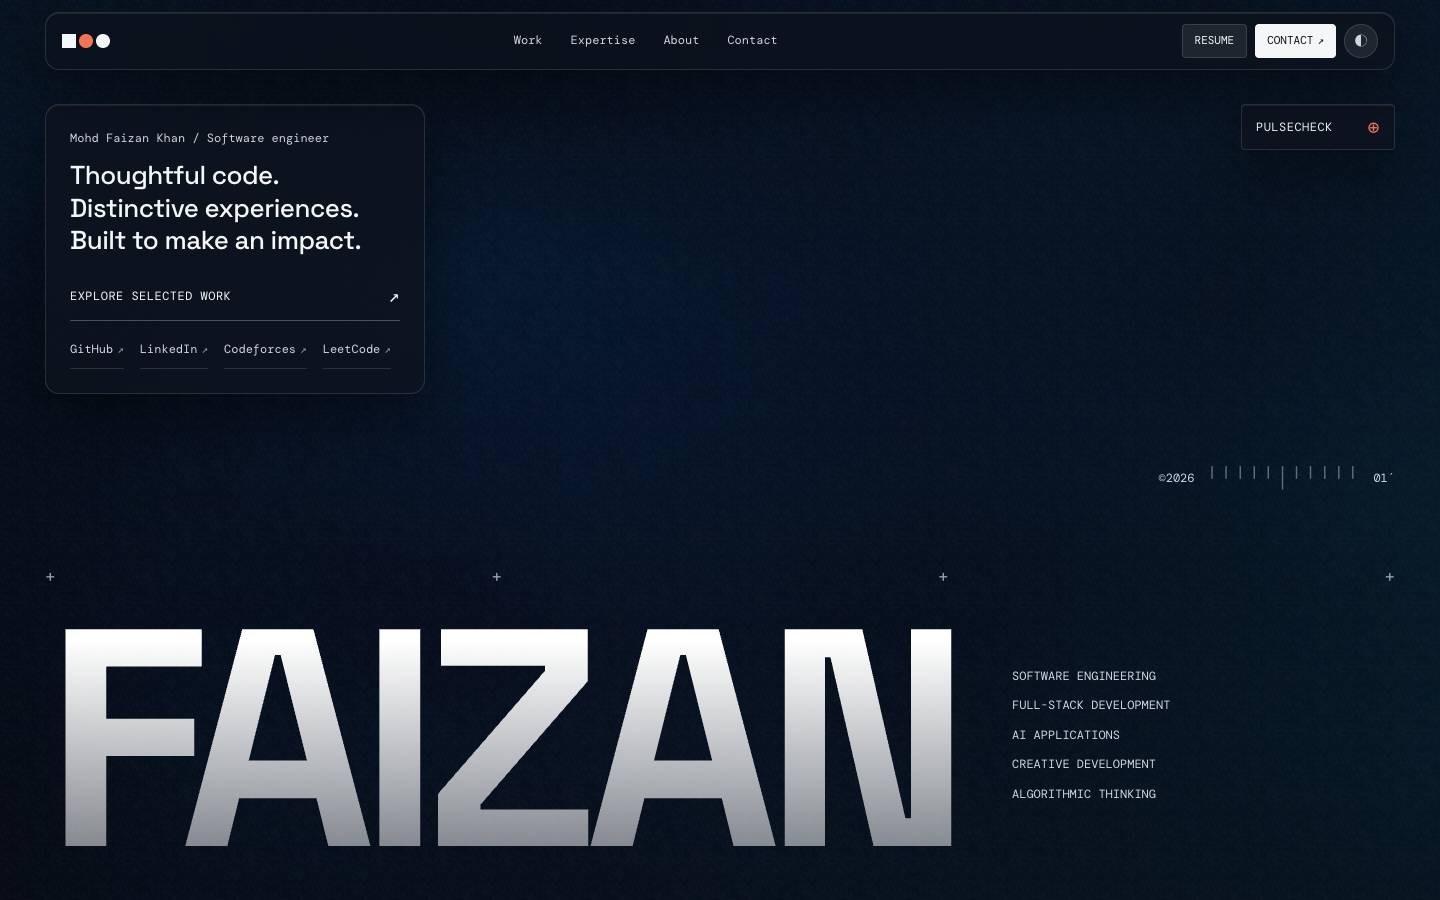 Work Expertise About Contact RESUME CONTACT ↗
Mohd Faizan Khan / Software engineer
Thoughtful code.
Distinctive experiences.
Built to make an impact.
EXPLORE SELECTED WORK ↗
GitHub ↗ LinkedIn ↗ Codeforces ↗ LeetCode ↗
PULSECHECK ⊕
©2026 01´
+ + + +
FAIZAN
SOFTWARE ENGINEERING
FULL-STACK DEVELOPMENT
AI APPLICATIONS
CREATIVE DEVELOPMENT
ALGORITHMIC THINKING